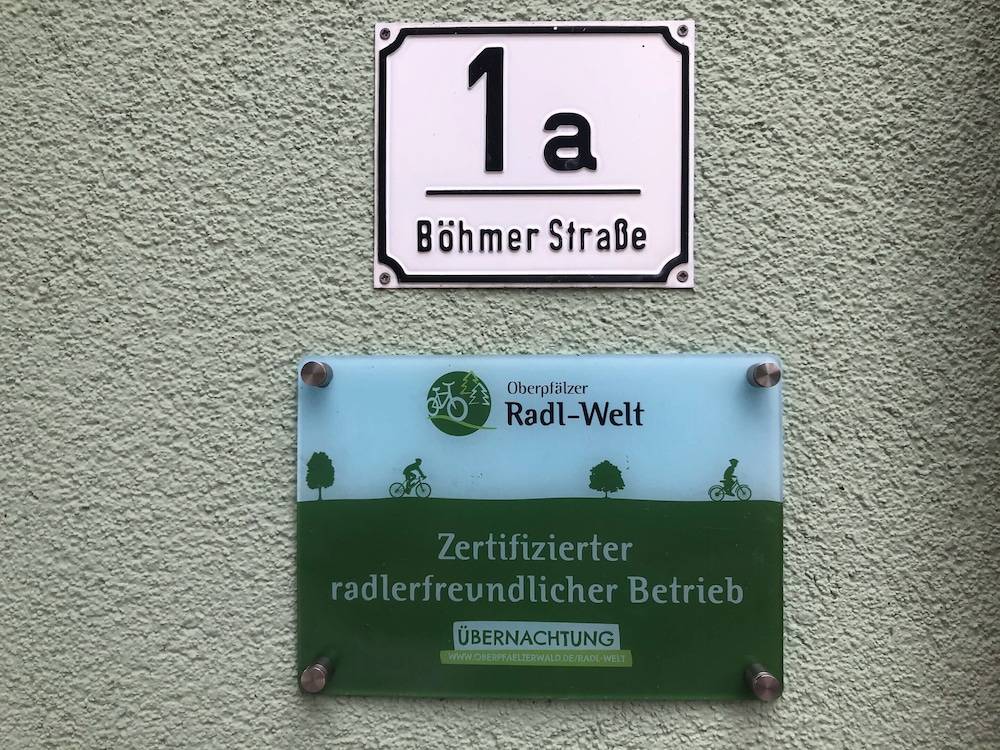 1a
Böhmer Straße
Oberpfälzer
Radl-Welt
Zertifizierter
radlerfreundlicher Betrieb
ÜBERNACHTUNG
WWW.OBERPFAELZERWALD.DE/RADL-WELT